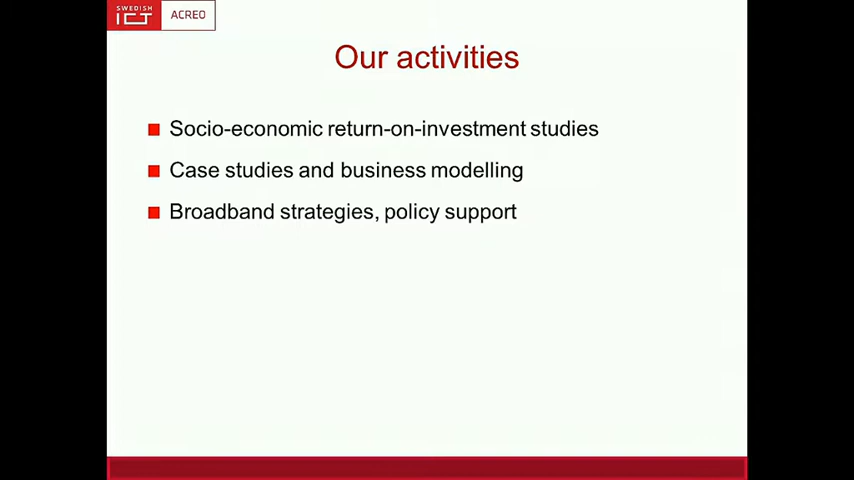 SWEDISH
ICT
ACREO
Our activities
Socio-economic return-on-investment studies
Case studies and business modelling
Broadband strategies, policy support